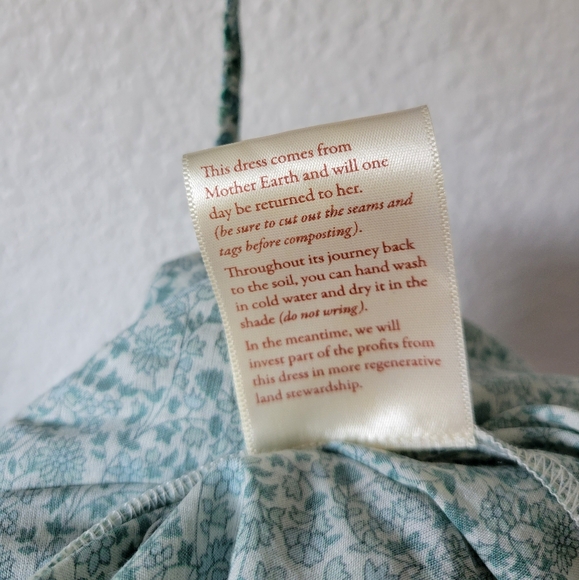 This dress comes from
Mother Earth and will one
day be returned to her.
(be sure to cut out the seams and
tags before composting).
Throughout its journey back
to the soil, you can hand wash
in cold water and dry it in the
shade (do not wring).
In the meantime, we will
invest part of the profits from
this dress in more regenerative
land stewardship.